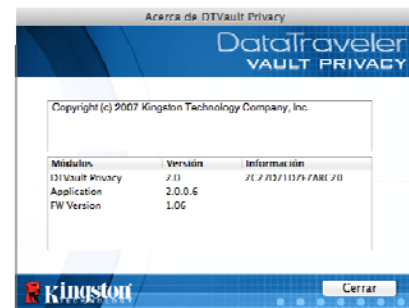 Acerca de DTVault Privacy
DataTraveler
VAULT PRIVACY
Copyright (c) 2007 Kingston Technology Company, Inc.
Módulos Versión Información
DTVault Privacy 2.0
Application 2.0.0.6
FW Version 1.06
Kingston
TECHNOLOGY
Cerrar